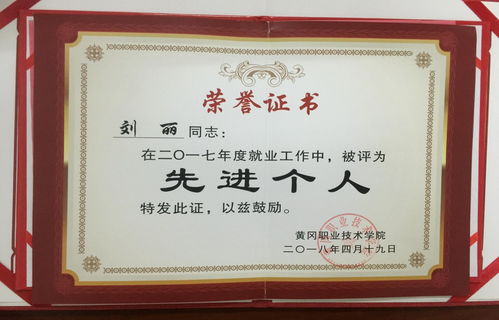 荣誉证书
刘丽同志：
在二〇一七年度就业工作中，被评为
先进个人
特发此证，以兹鼓励。
黄冈职业技术学院
二〇一八年四月十九日